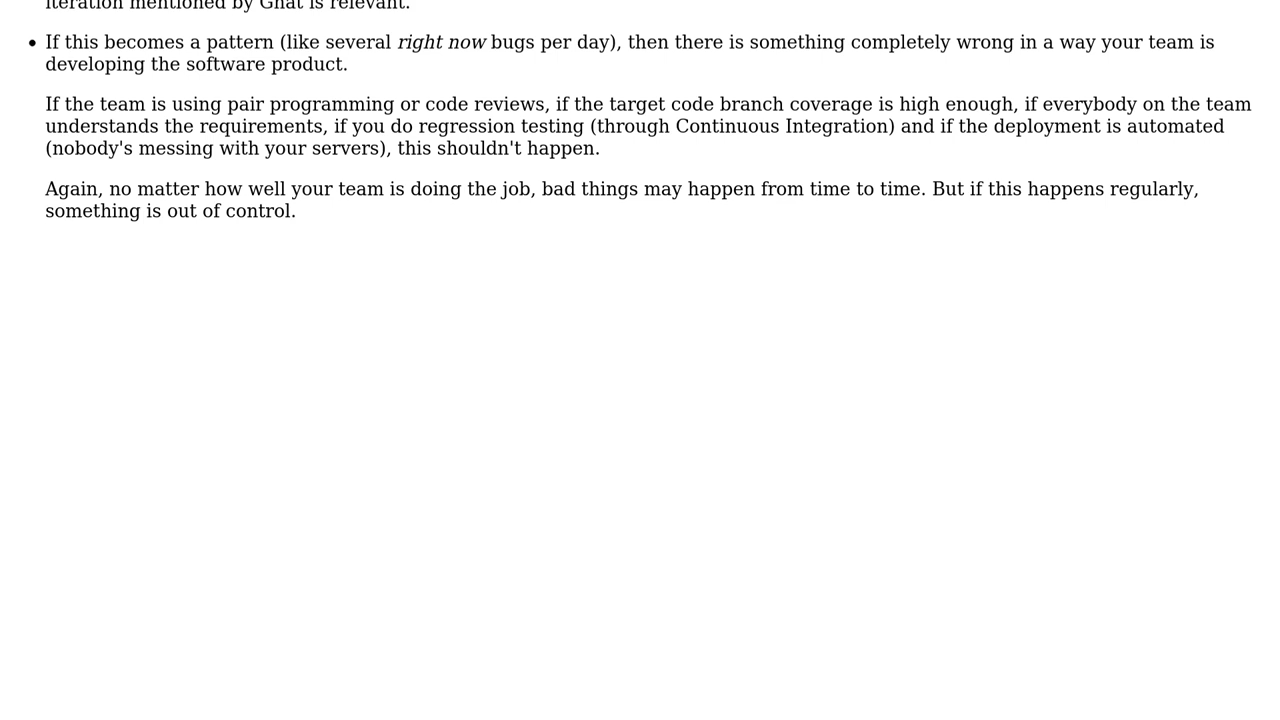 iteration mentioned by Gnat is relevant.
• If this becomes a pattern (like several right now bugs per day), then there is something completely wrong in a way your team is
developing the software product.
If the team is using pair programming or code reviews, if the target code branch coverage is high enough, if everybody on the team
understands the requirements, if you do regression testing (through Continuous Integration) and if the deployment is automated
(nobody's messing with your servers), this shouldn't happen.
Again, no matter how well your team is doing the job, bad things may happen from time to time. But if this happens regularly,
something is out of control.